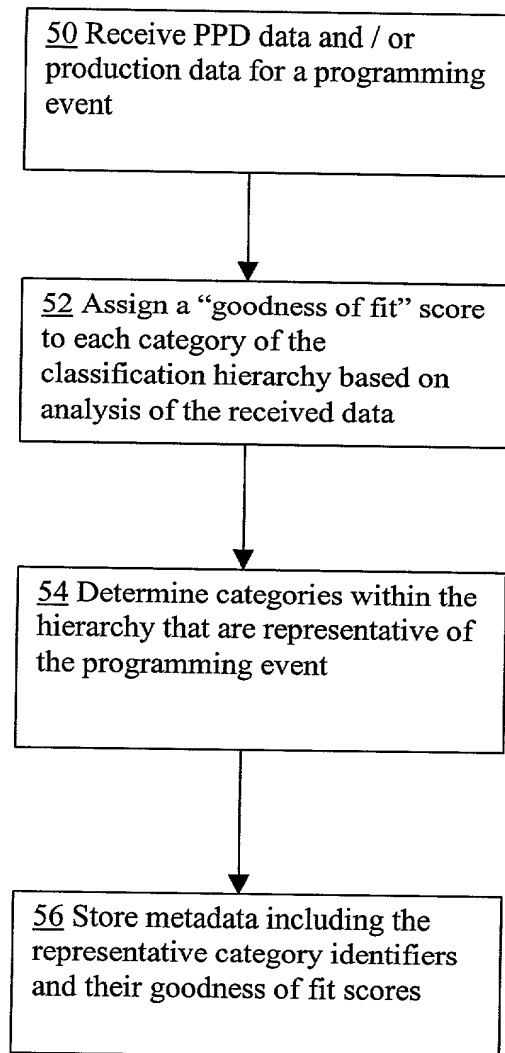 50 Receive PPD data and / or
production data for a programming
event
52 Assign a “goodness of fit” score
to each category of the
classification hierarchy based on
analysis of the received data
54 Determine categories within the
hierarchy that are representative of
the programming event
56 Store metadata including the
representative category identifiers
and their goodness of fit scores